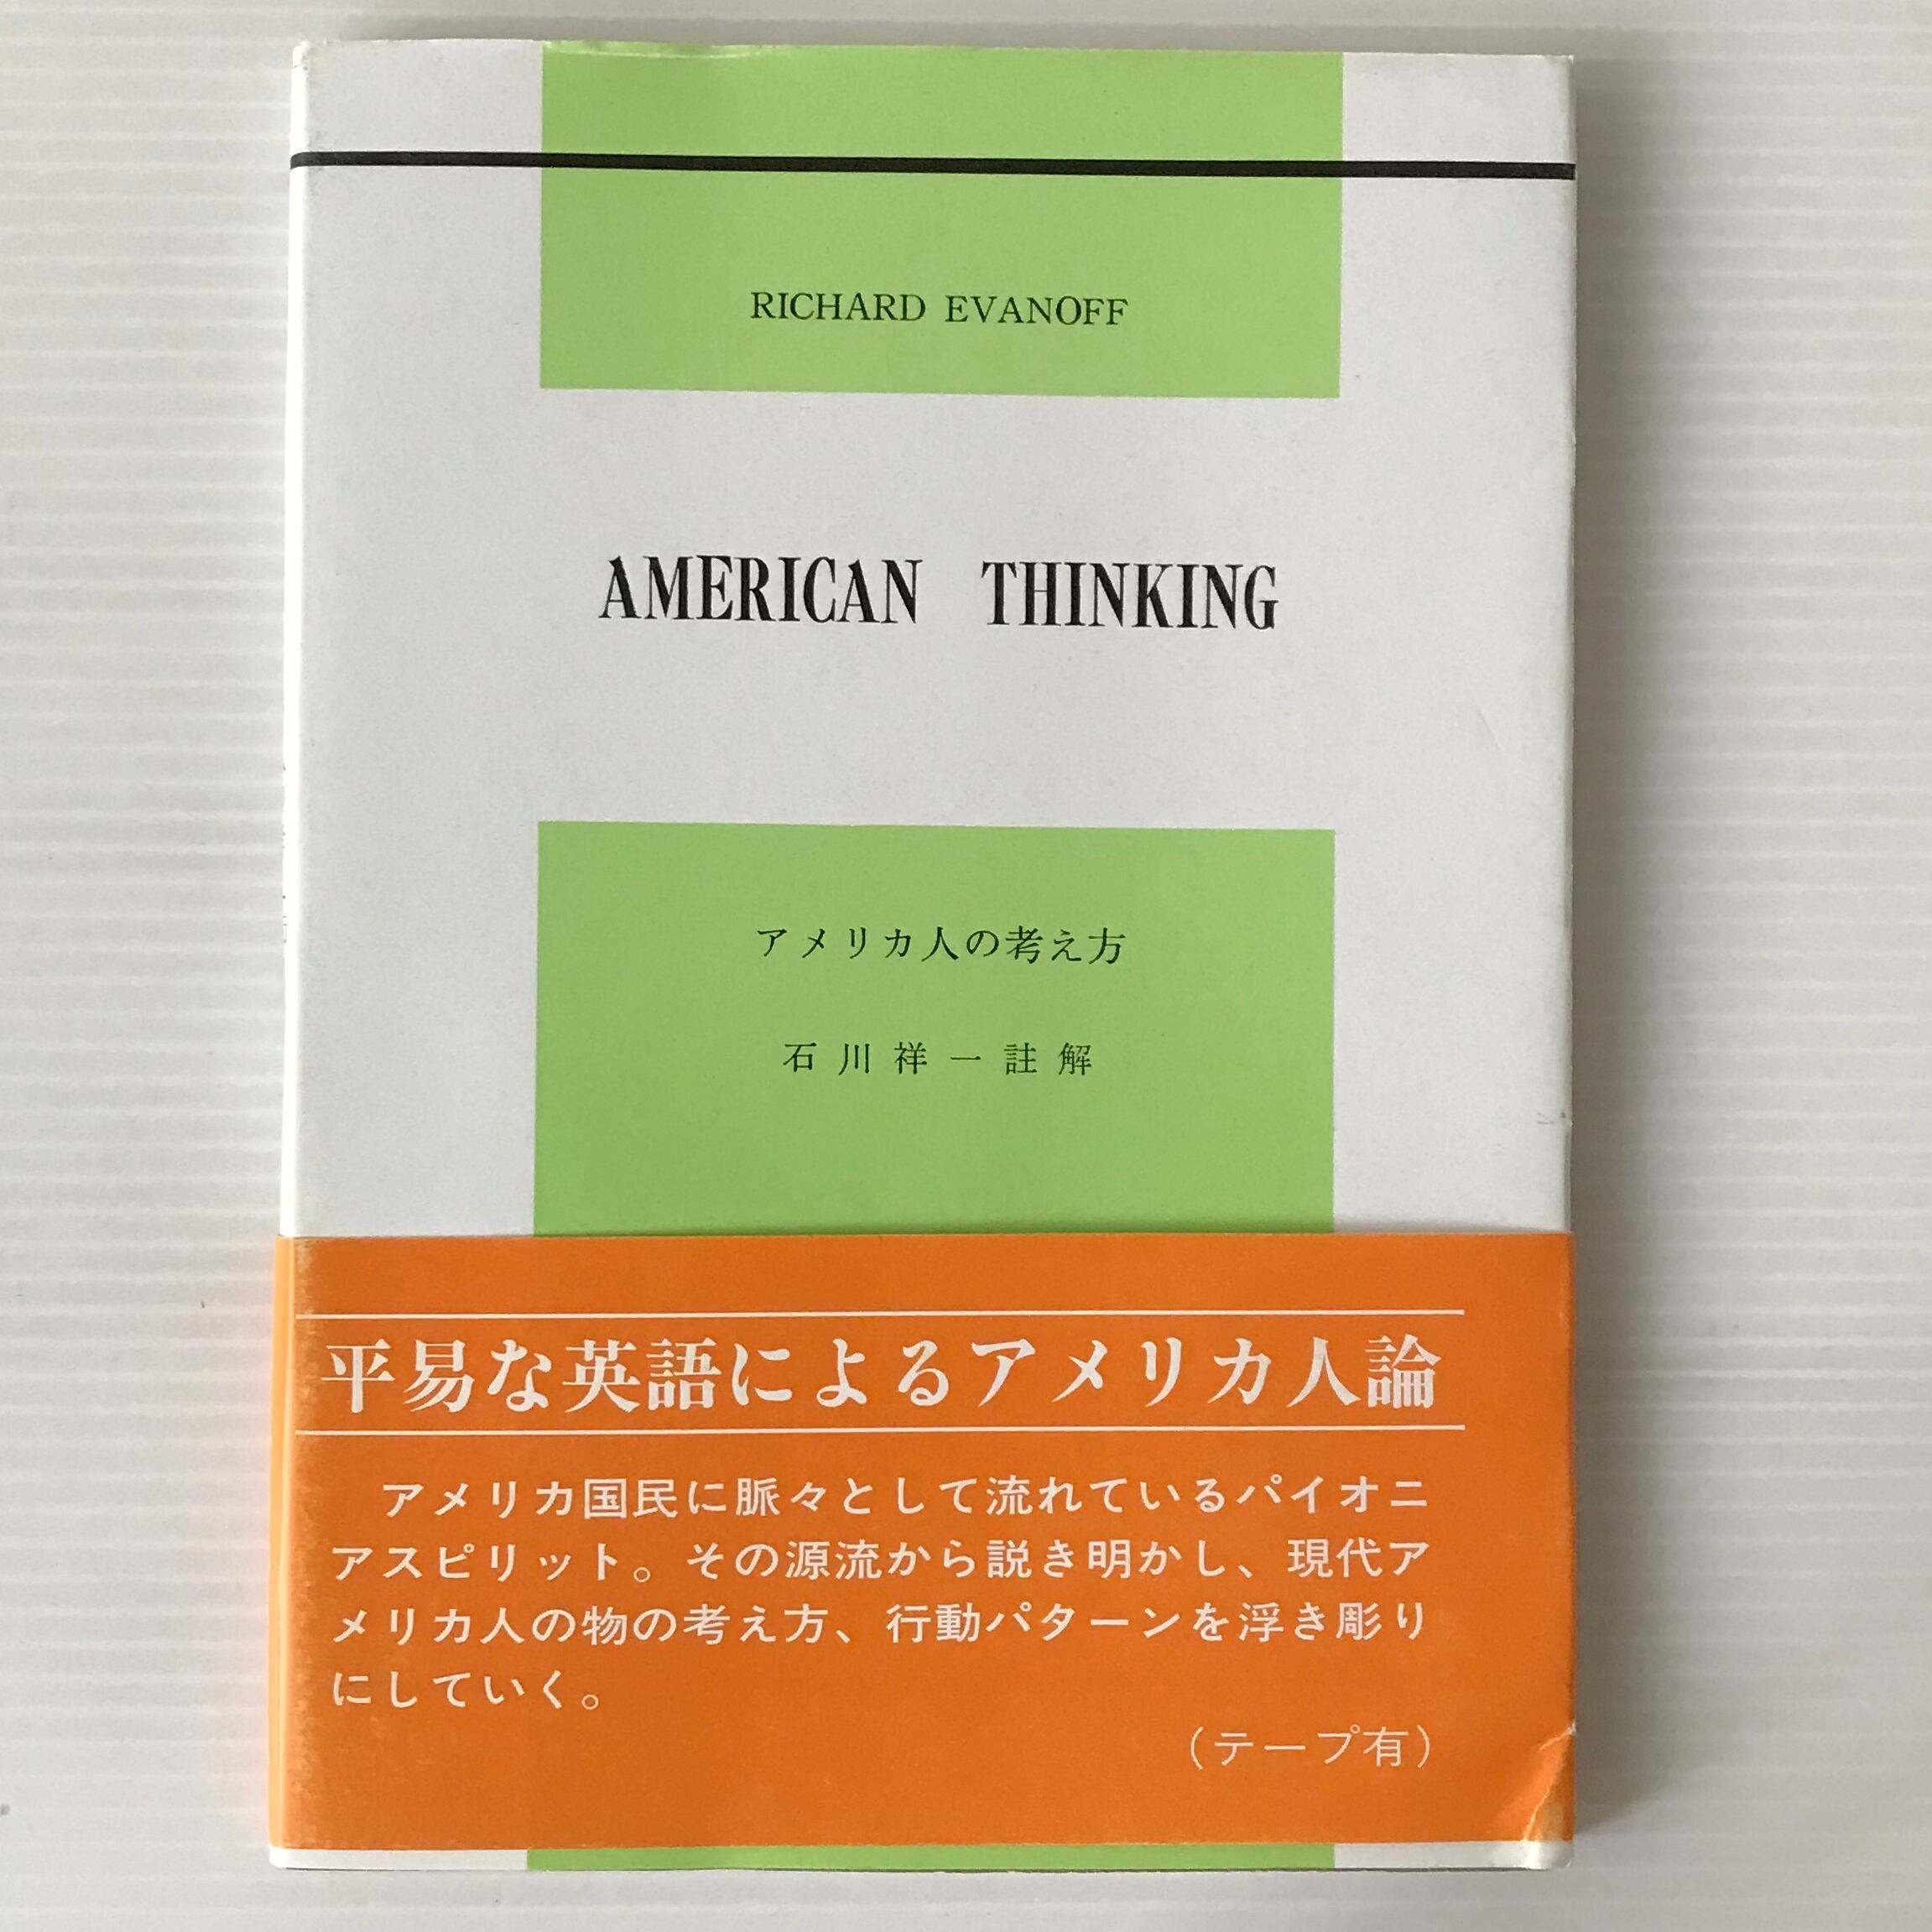 RICHARD EVANOFF
AMERICAN THINKING
アメリカ人の考え方
石川祥一註解
平易な英語によるアメリカ人論
アメリカ国民に脈々として流れているパイオニ
アスピリット。その源流から説き明かし、現代ア
メリカ人の物の考え方、行動パターンを浮き彫り
にしていく。
(テープ有)